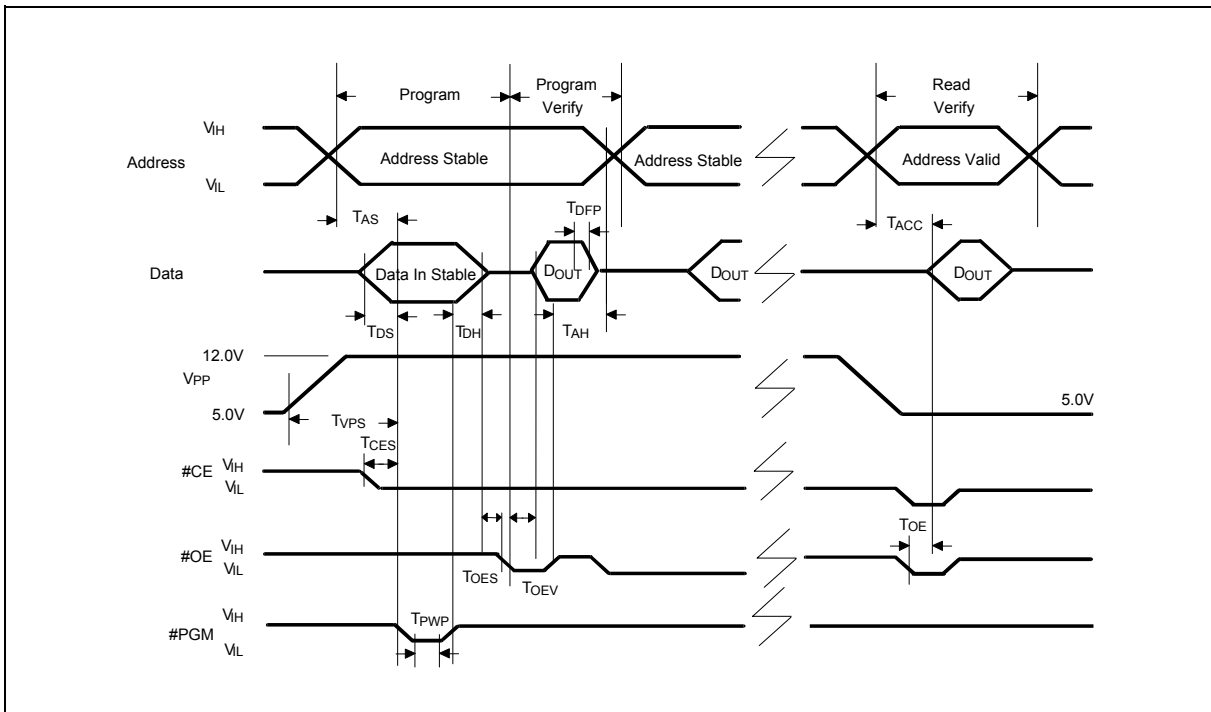 Program
Program
Verify
Read
Verify
VIH
Address
VIL
Address Stable
Address Stable
Address Valid
TAS
TDFP
TACC
Data
Data In Stable
DOUT
DOUT
DOUT
TDS
TDH
TAH
12.0V
VPP
5.0V
5.0V
TVPS
TCES
#CE
VIH
VIL
TOE
#OE
VIH
VIL
TOES
TOEV
#PGM
VIH
VIL
TPWP